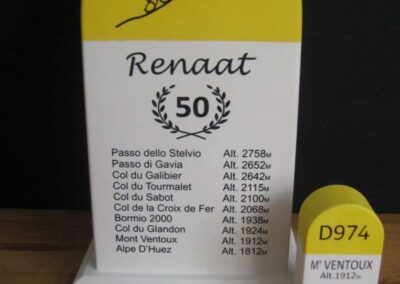 Renaat
50
Passo dello Stelvio Alt. 2758M
Passo di Gavia Alt. 2652M
Col du Galibier Alt. 2642M
Col du Tourmalet Alt. 2115M
Col du Sabot Alt. 2100M
Col de la Croix de Fer Alt. 2068M
Bormio 2000 Alt. 1938M
Col du Glandon Alt. 1924M
Mont Ventoux Alt. 1912M
Alpe D'Huez Alt. 1812M
D974
Mt VENTOUX
Alt.1912M